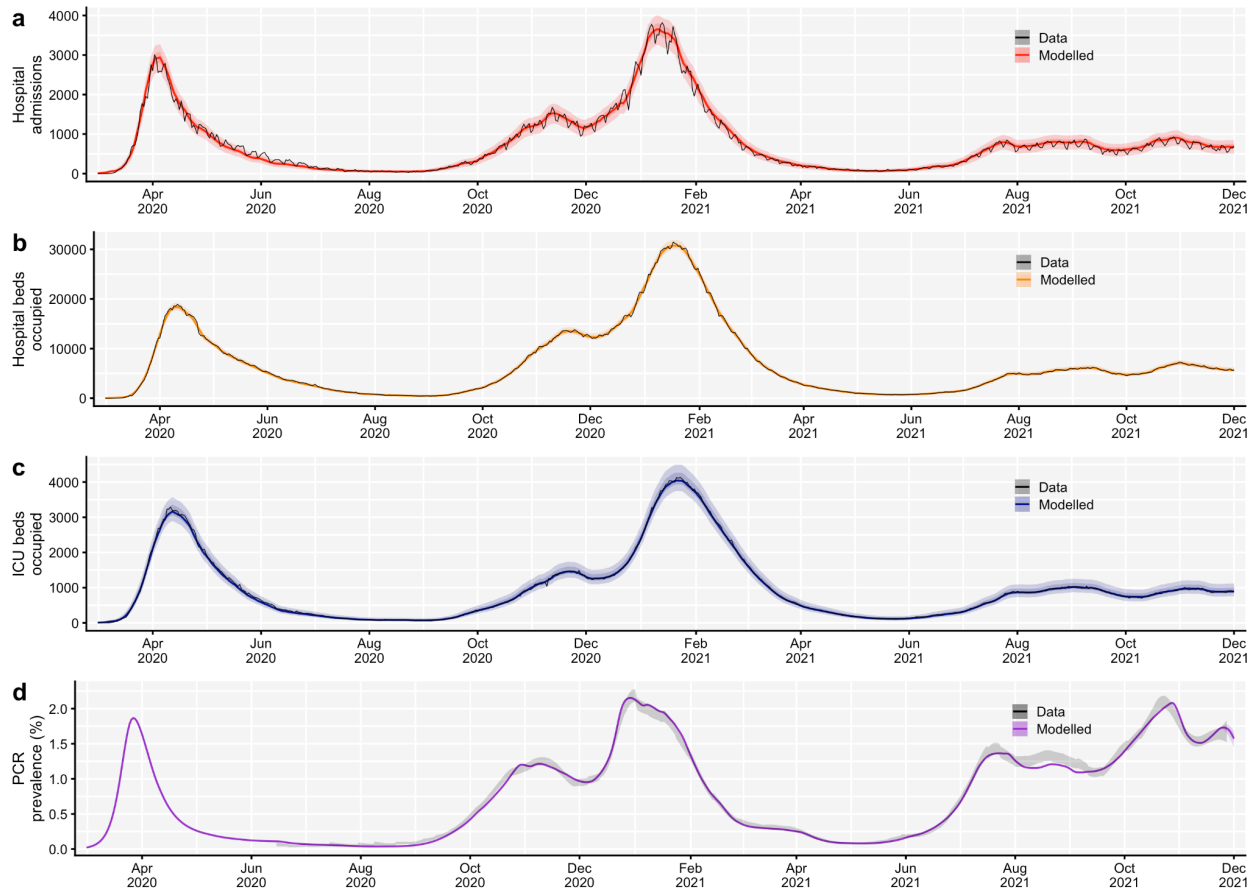 a
Hospital
admissions
4000
3000
2000
1000
0
Data
Modelled
Apr Jun Aug Oct Dec Feb Apr Jun Aug Oct Dec
2020 2020 2020 2020 2020 2021 2021 2021 2021 2021 2021
b
Hospital beds
occupied
30000
20000
10000
0
Data
Modelled
Apr Jun Aug Oct Dec Feb Apr Jun Aug Oct Dec
2020 2020 2020 2020 2020 2021 2021 2021 2021 2021 2021
c
ICU beds
occupied
4000
3000
2000
1000
0
Data
Modelled
Apr Jun Aug Oct Dec Feb Apr Jun Aug Oct Dec
2020 2020 2020 2020 2020 2021 2021 2021 2021 2021 2021
d
PCR
prevalence (%)
2.0
1.5
1.0
0.5
0.0
Data
Modelled
Apr Jun Aug Oct Dec Feb Apr Jun Aug Oct Dec
2020 2020 2020 2020 2020 2021 2021 2021 2021 2021 2021